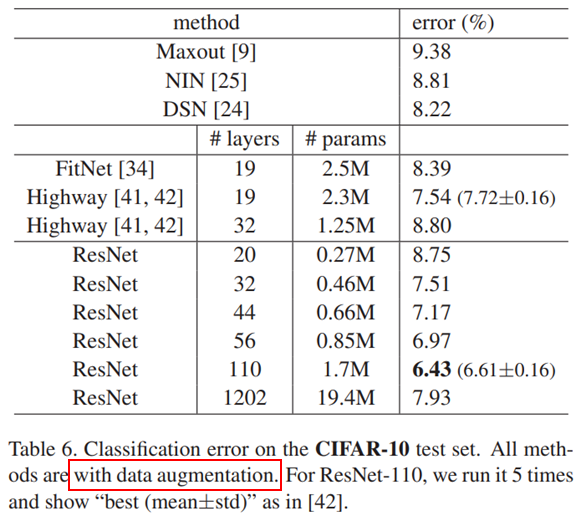 method error (%)
Maxout [9] 9.38
NIN [25] 8.81
DSN [24] 8.22
# layers # params
FitNet [34] 19 2.5M 8.39
Highway [41, 42] 19 2.3M 7.54 (7.72±0.16)
Highway [41, 42] 32 1.25M 8.80
ResNet 20 0.27M 8.75
ResNet 32 0.46M 7.51
ResNet 44 0.66M 7.17
ResNet 56 0.85M 6.97
ResNet 110 1.7M 6.43 (6.61±0.16)
ResNet 1202 19.4M 7.93
Table 6. Classification error on the CIFAR-10 test set. All meth-
ods are with data augmentation. For ResNet-110, we run it 5 times
and show “best (mean±std)” as in [42].